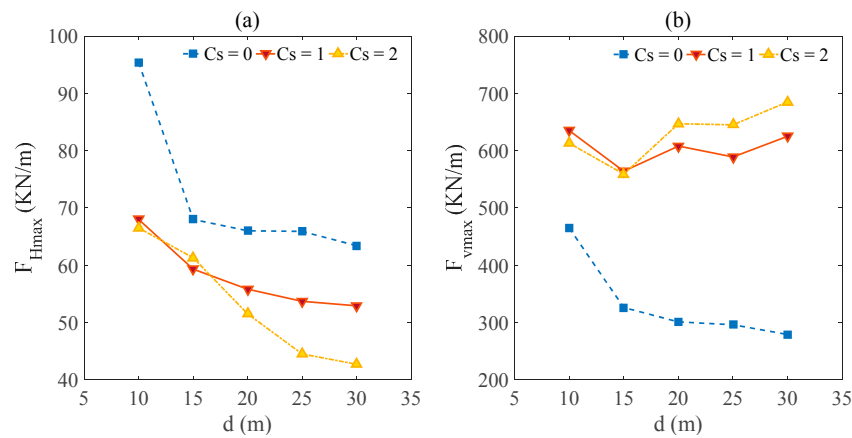 (a)
100
90
80
70
60
50
40
5 10 15 20 25 30 35
d (m)
F_Hmax (KN/m)
Cs = 0 Cs = 1 Cs = 2
(b)
800
700
600
500
400
300
200
5 10 15 20 25 30 35
d (m)
F_vmax (KN/m)
Cs = 0 Cs = 1 Cs = 2